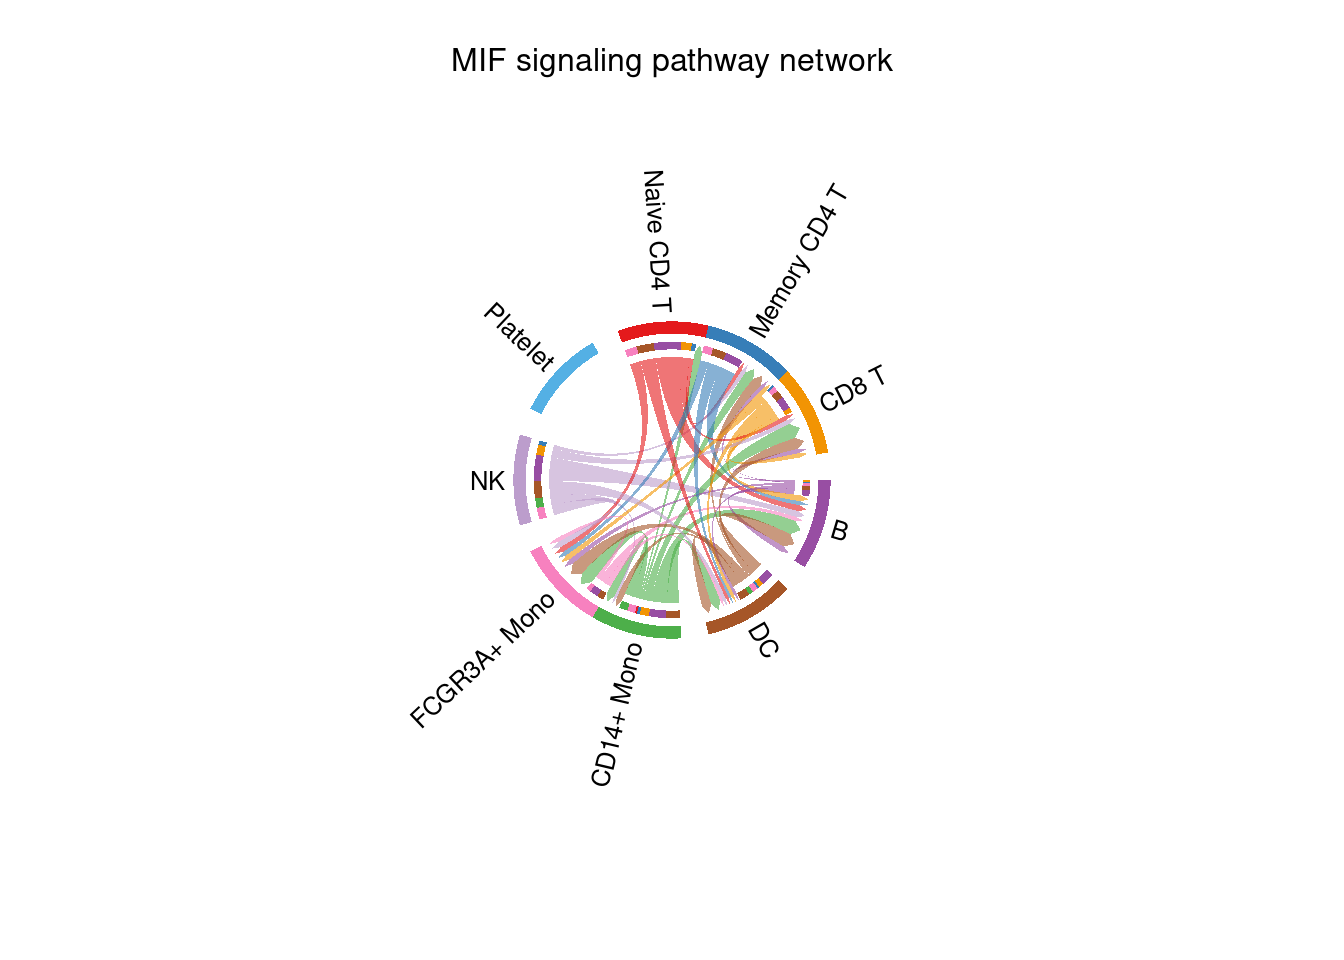 MIF signaling pathway network
Naive CD4 T
Memory CD4 T
CD8 T
B
DC
CD14+ Mono
FCGR3A+ Mono
NK
Platelet